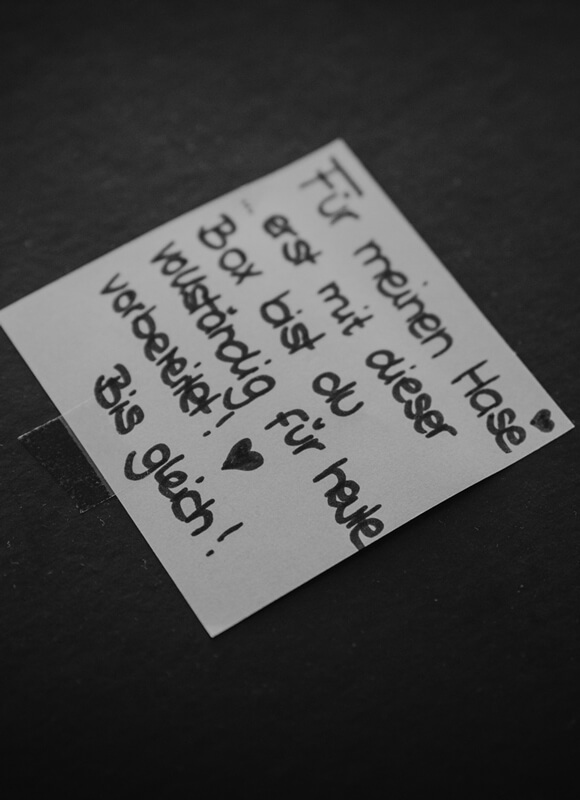 Für meinen Hase ♥
... erst mit dieser
Box bist du für heute
vollständig
vorbereitet! ♥
Bis gleich!